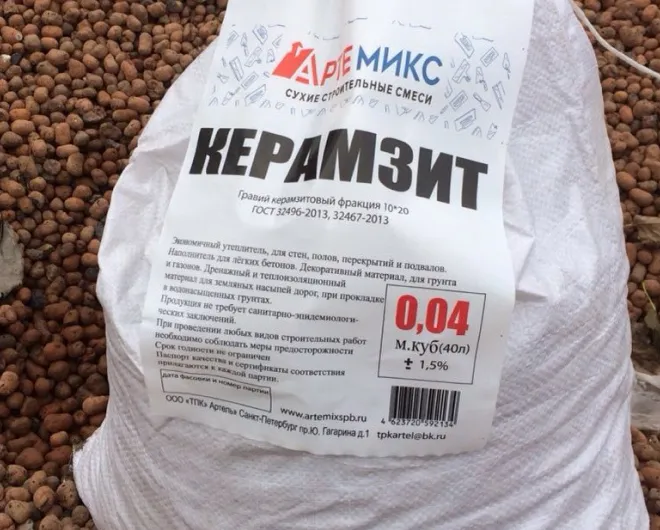 АРТЕМИКС
СУХИЕ СТРОИТЕЛЬНЫЕ СМЕСИ
КЕРАМЗИТ
Гравий керамзитовый фракция 10*20
ГОСТ 32496-2013, 32467-2013
Экономичный утеплитель, для стен, полов, перекрытий и подвалов.
Наполнитель для лёгких бетонов. Декоративный материал, для грунта
и газонов. Дренажный и теплоизоляционный
материал для земляных насыпей дорог, при прокладке
в водонасыщенных грунтах.
Продукция не требует санитарно-эпидемиологи-
ческих заключений.
При проведении любых видов строительных работ
необходимо соблюдать меры предосторожности
Срок годности не ограничен
Паспорт качества и сертификаты соответствия
прилагаются к каждой партии.
0,04
м.куб(40л)
± 1,5%
дата фасовки и номер партии
www.artemixspb.ru
4 623720 592134
ООО «ТПК» Артель» Санкт-Петербург пр.Ю. Гагарина д.1 tpkartel@bk.ru